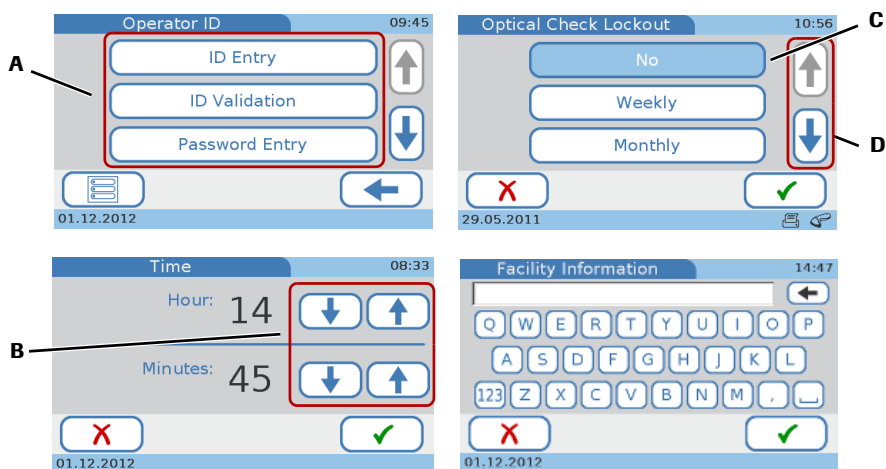 Operator ID 09:45
A
ID Entry
ID Validation
Password Entry
01.12.2012
Optical Check Lockout 10:56
C
No
Weekly
Monthly
D
29.05.2011
Time 08:33
Hour: 14
B
Minutes: 45
01.12.2012
Facility Information 14:47
Q W E R T Y U I O P
A S D F G H J K L
123 Z X C V B N M ,
01.12.2012